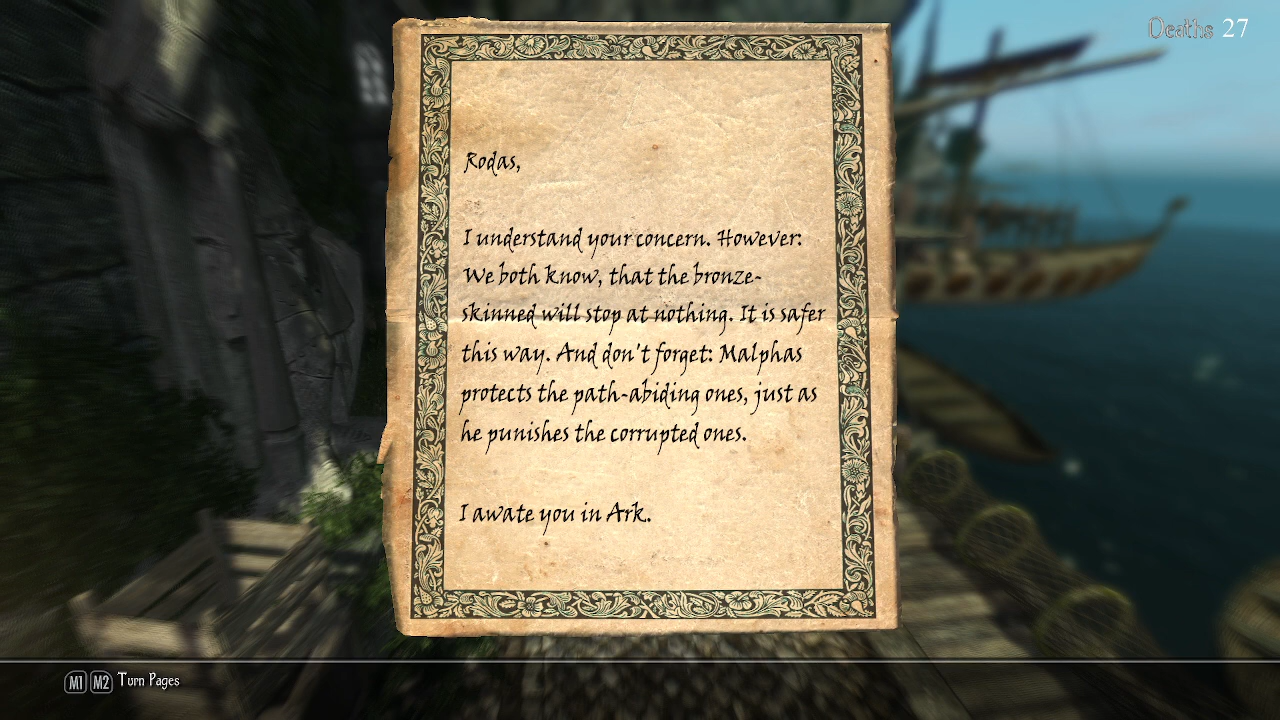 Deaths 27
Rodas,
I understand your concern. However:
We both know, that the bronze-
skinned will stop at nothing. It is safer
this way. And don't forget: Malphas
protects the path-abiding ones, just as
he punishes the corrupted ones.
I awate you in Ark.
M1 M2 Turn Pages